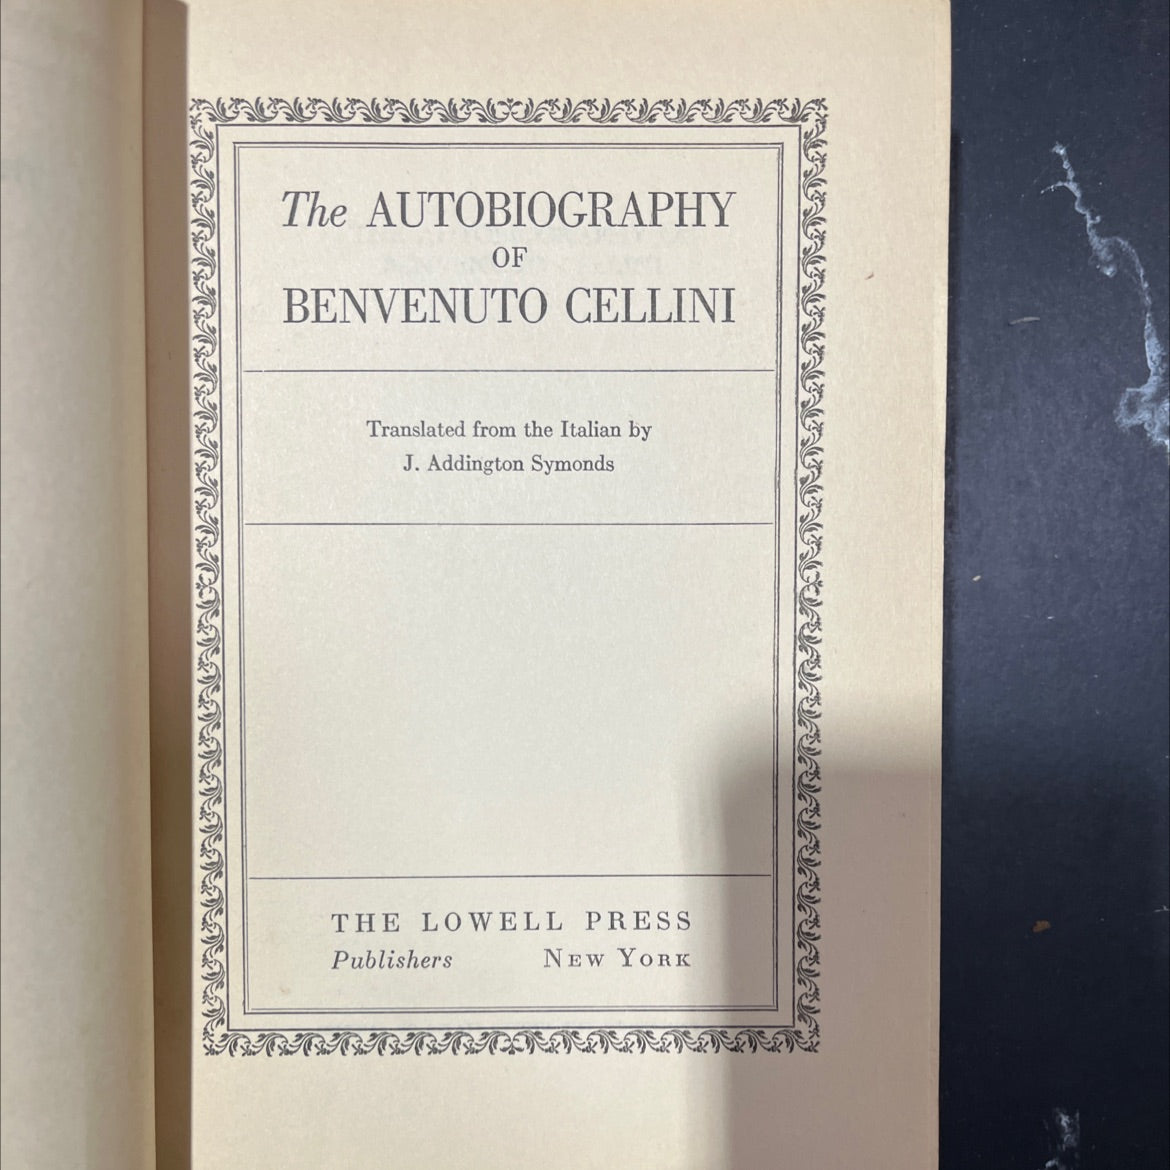 The AUTOBIOGRAPHY
OF
BENVENUTO CELLINI
Translated from the Italian by
J. Addington Symonds
THE LOWELL PRESS
Publishers New York